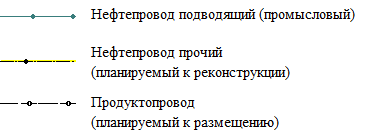 Нефтепровод подводящий (промысловый)
Нефтепровод прочий
(планируемый к реконструкции)
Продуктопровод
(планируемый к размещению)